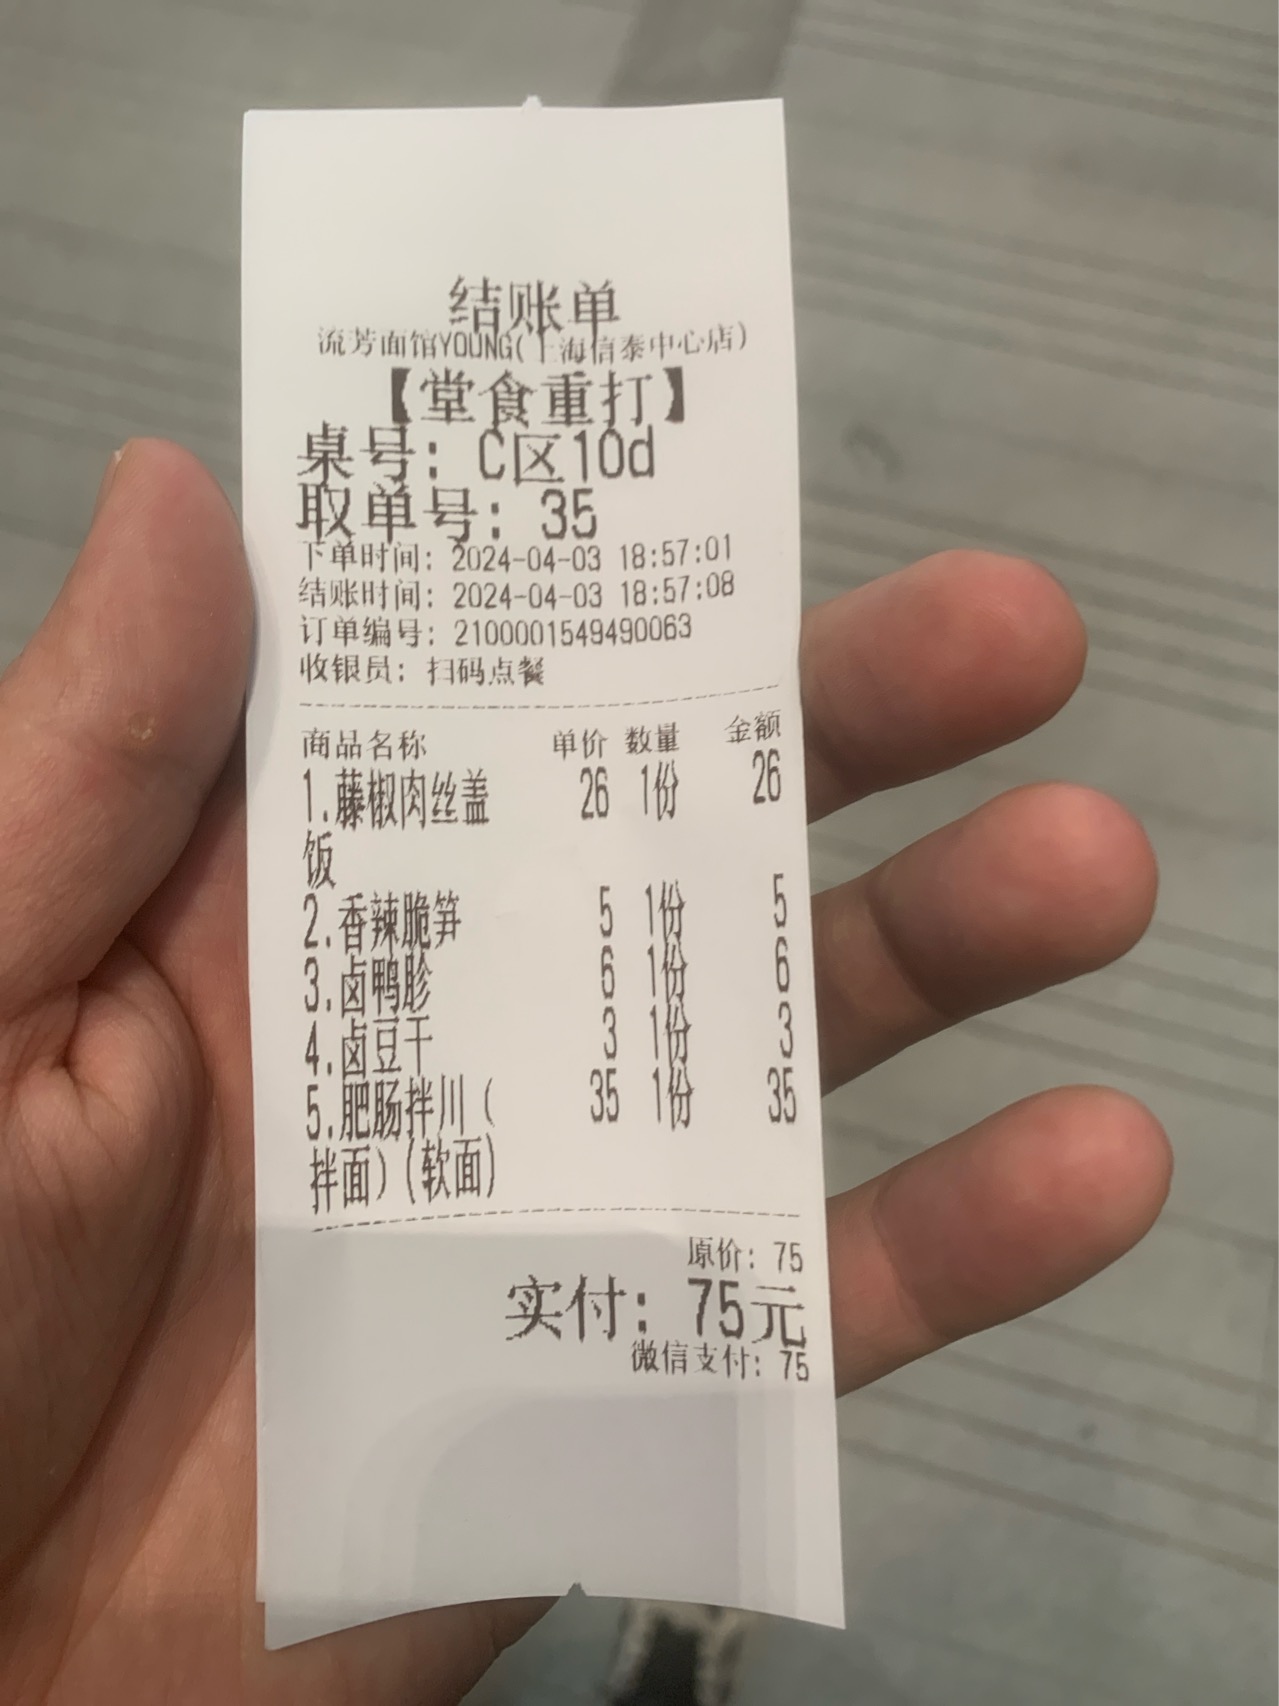 结账单
流芳面馆YOUNG(上海信泰中心店)
【堂食重打】
桌号: C区10d
取单号: 35
下单时间: 2024-04-03 18:57:01
结账时间: 2024-04-03 18:57:08
订单编号: 2100001549490063
收银员: 扫码点餐
商品名称 单价 数量 金额
1.藤椒肉丝盖 26 1份 26
饭
2.香辣脆笋 5 1份 5
3.卤鸭胗 6 1份 6
4.卤豆干 3 1份 3
5.肥肠拌川( 35 1份 35
拌面)(软面)
原价: 75
实付: 75元
微信支付: 75